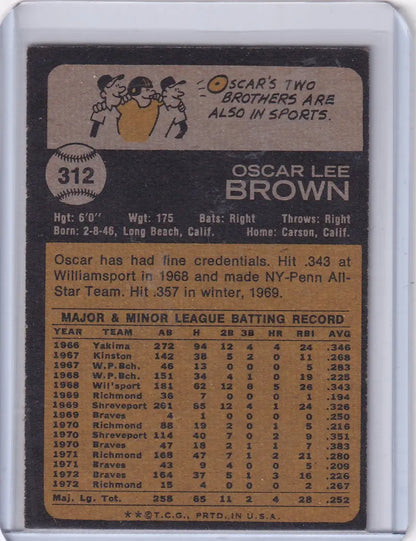 OSCAR'S TWO
BROTHERS ARE
ALSO IN SPORTS.
312
OSCAR LEE
BROWN
Hgt: 6'0" Wgt: 175 Bats: Right Throws: Right
Born: 2-8-46, Long Beach, Calif. Home: Carson, Calif.
Oscar has had fine credentials. Hit .343 at
Williamsport in 1968 and made NY-Penn All-
Star Team. Hit .357 in winter, 1969.
MAJOR & MINOR LEAGUE BATTING RECORD
YEAR TEAM AB H 2B 3B HR RBI AVG
1966 Yakima 272 94 12 4 4 24 .346
1967 Kinston 142 38 5 2 0 11 .268
1967 W.P.Bch. 46 13 0 0 0 5 .283
1968 W.P.Bch. 151 34 4 1 0 19 .225
1968 Wil'sport 181 62 12 6 5 26 .343
1969 Richmond 36 7 0 0 0 0 .194
1969 Shreveport 261 85 12 4 1 24 .326
1969 Braves 4 1 0 0 0 0 .250
1970 Richmond 88 19 2 0 1 7 .216
1970 Shreveport 114 40 7 0 2 9 .351
1970 Braves 47 18 2 1 1 7 .383
1971 Richmond 168 47 7 1 2 21 .280
1971 Braves 43 9 4 0 0 5 .209
1972 Braves 164 37 5 1 3 16 .226
1972 Richmond 15 4 0 0 0 2 .267
Maj. Lg. Tot. 258 65 11 2 4 28 .252
**©T.C.G., PRTD. IN U.S.A.